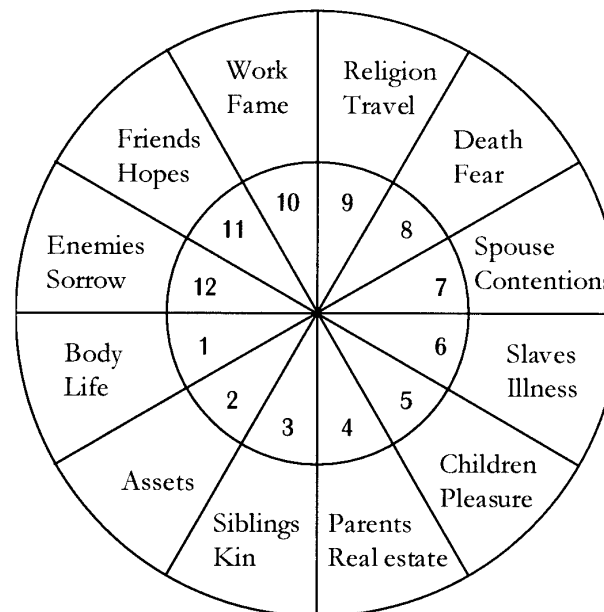 Work
Fame
Religion
Travel
Friends
Hopes
Death
Fear
Enemies
Sorrow
Spouse
Contentions
Body
Life
Slaves
Illness
Assets
Children
Pleasure
Siblings
Kin
Parents
Real estate
10
9
11
8
12
7
1
6
2
5
3
4